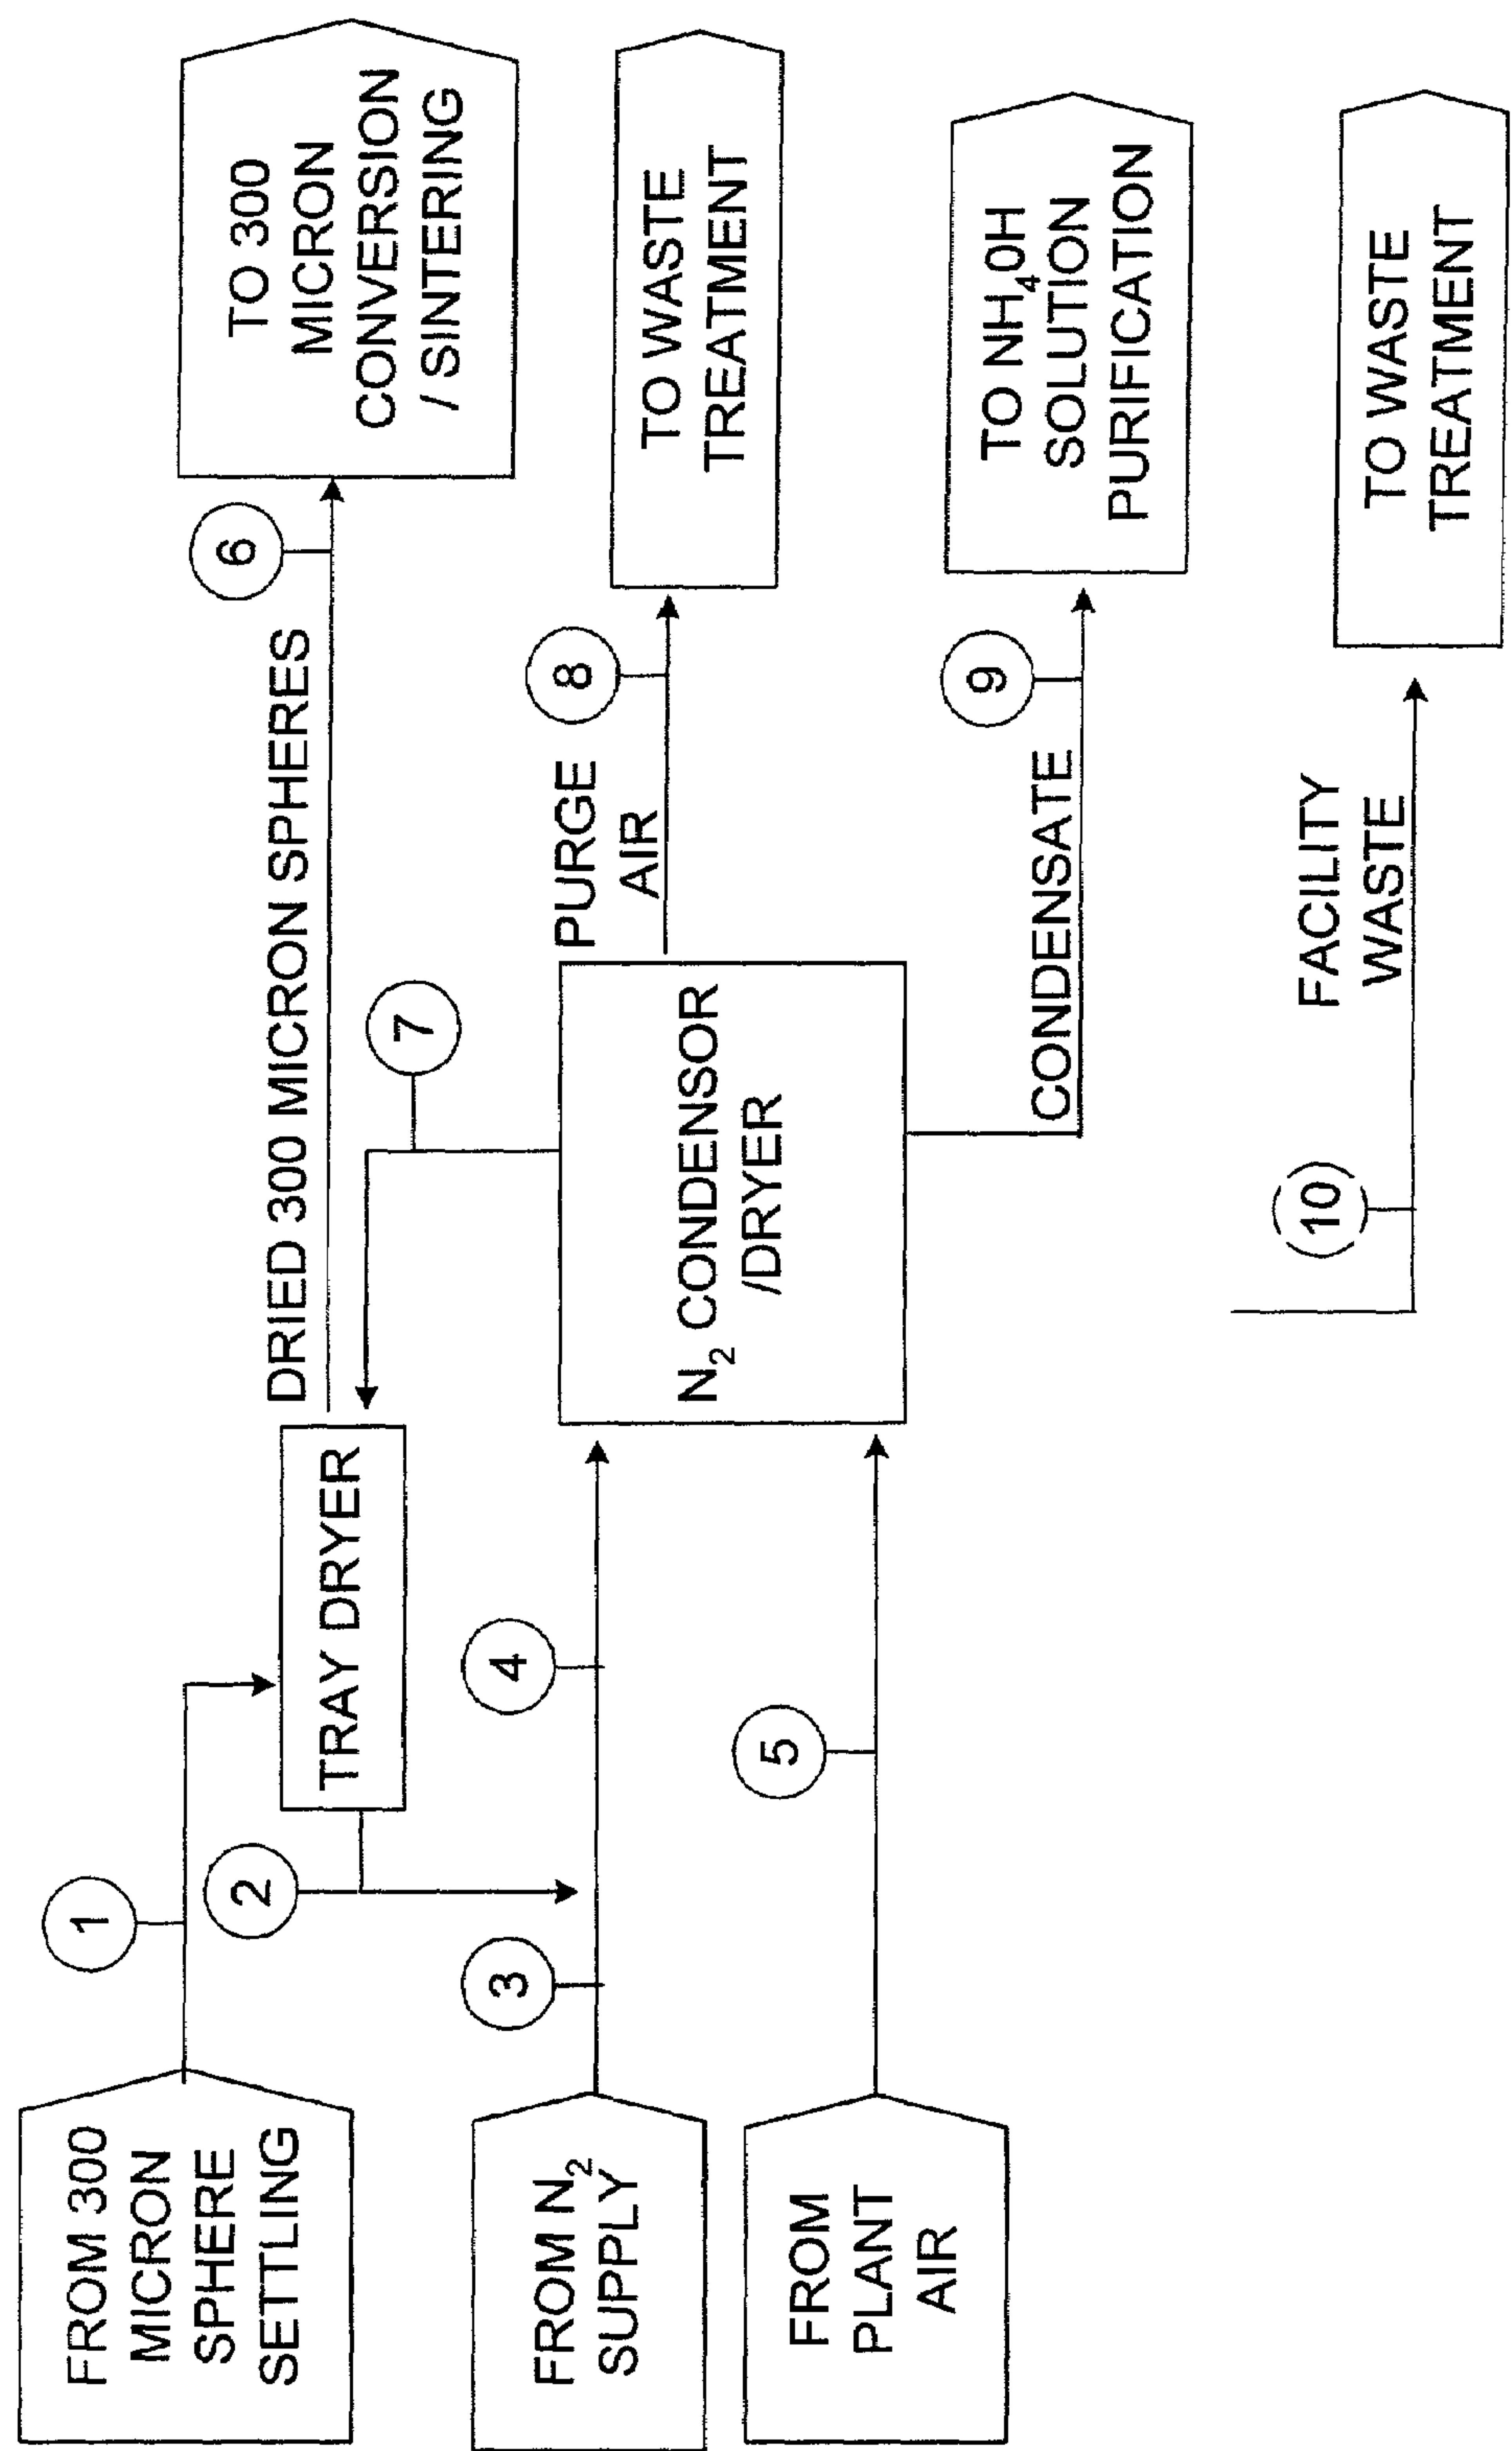 FROM 300
MICRON
SPHERE
SETTLING
1
2
TRAY DRYER
DRIED 300 MICRON SPHERES
6
TO 300
MICRON
CONVERSION
/ SINTERING
7
FROM N₂
SUPPLY
3
4
N₂ CONDENSOR
/DRYER
PURGE
AIR
8
TO WASTE
TREATMENT
FROM
PLANT
AIR
5
CONDENSATE
9
TO NH₄0H
SOLUTION
PURIFICATION
10
FACILITY
WASTE
TO WASTE
TREATMENT